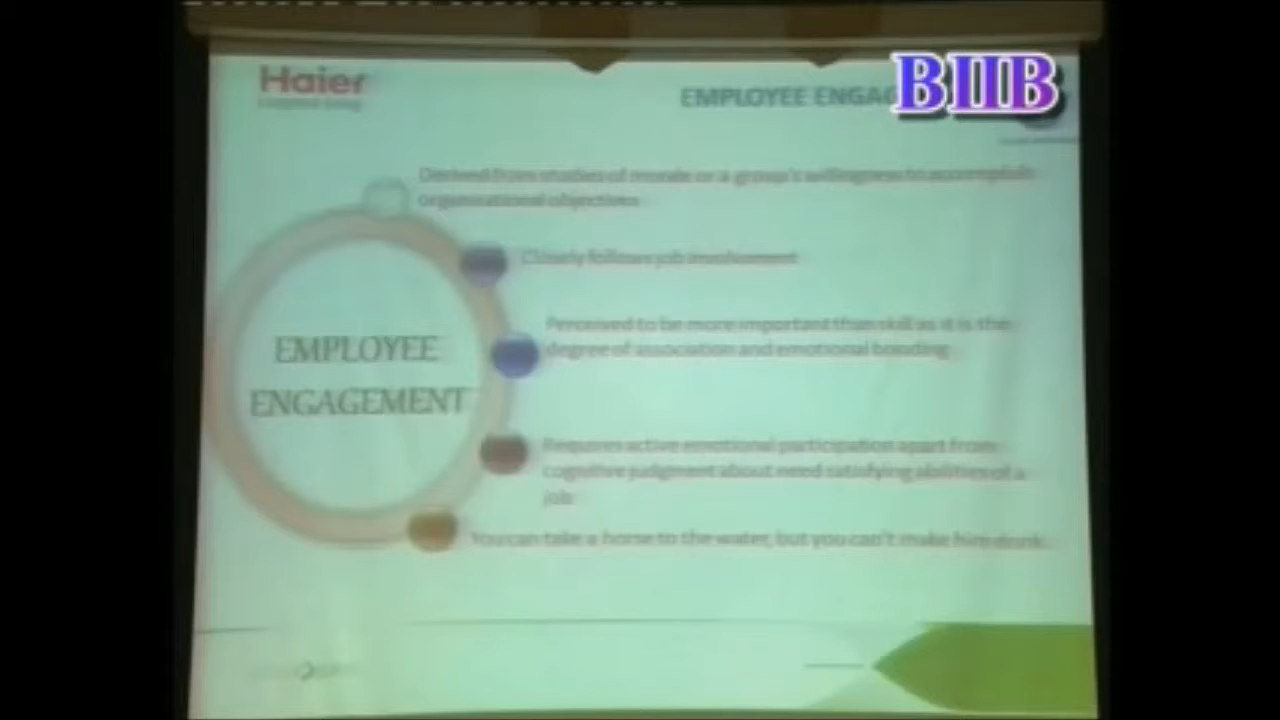 Haier
EMPLOYEE ENGAG
BIIB
Derived from studies of morale or a group's willingness to accomplish
organizational objectives
Closely follows job involvement
Perceived to be more important than skill as it is the
degree of association and emotional bonding
EMPLOYEE
ENGAGEMENT
Requires active emotional participation apart from
cognitive judgment about need satisfying abilities of a
job
You can take a horse to the water, but you can't make him drink